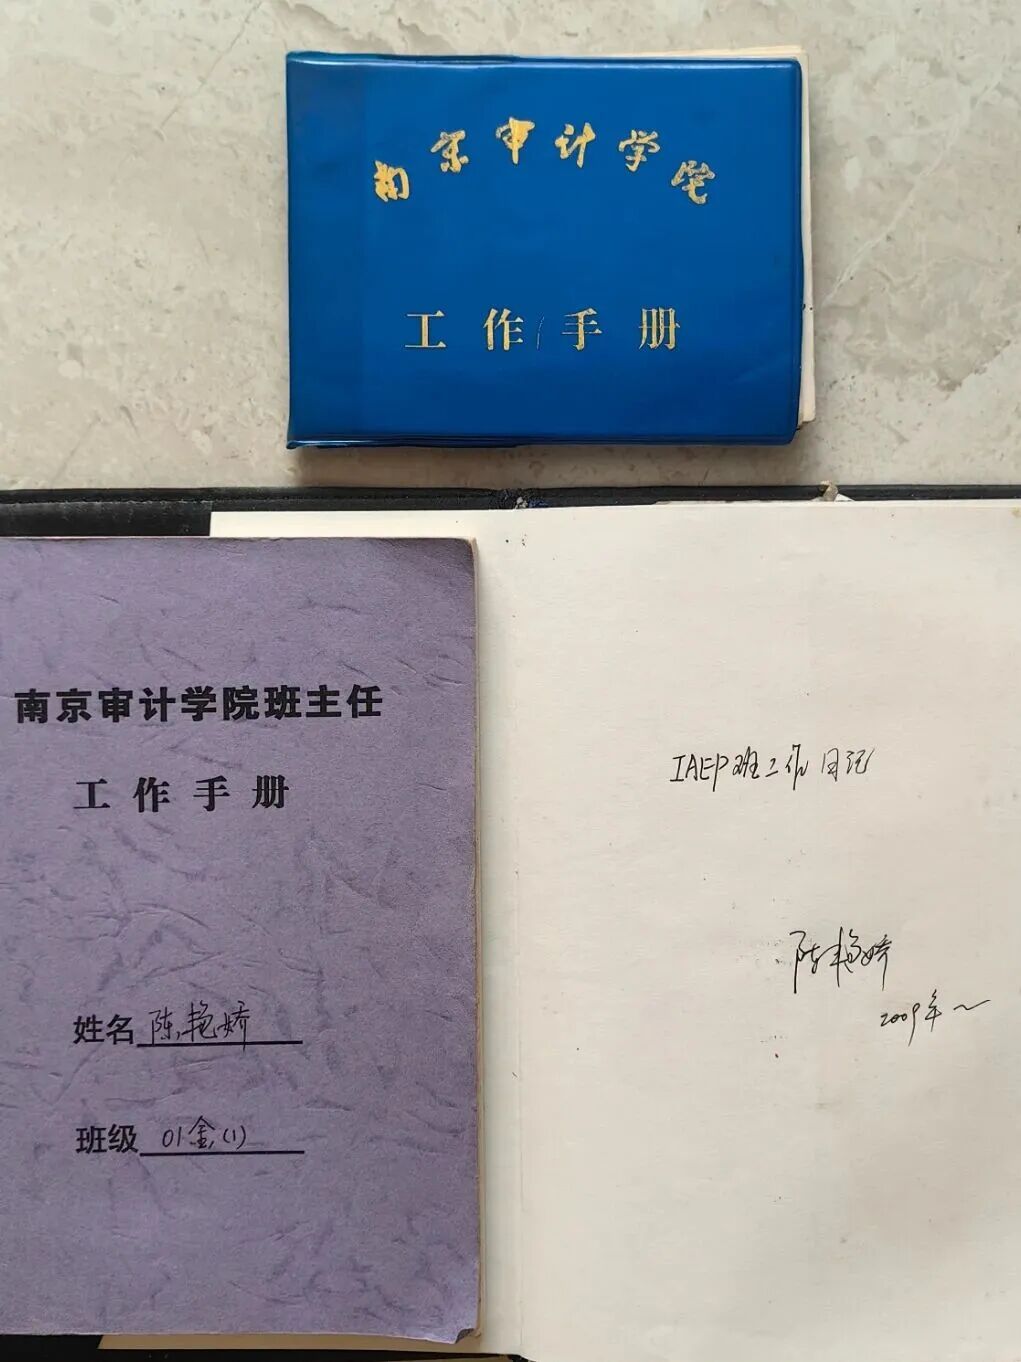 南京审计学院
工作手册
南京审计学院班主任
工作手册
姓名 陈艳娇
班级 01金(1)
IAEP班工作日记
陈艳娇
2009年～